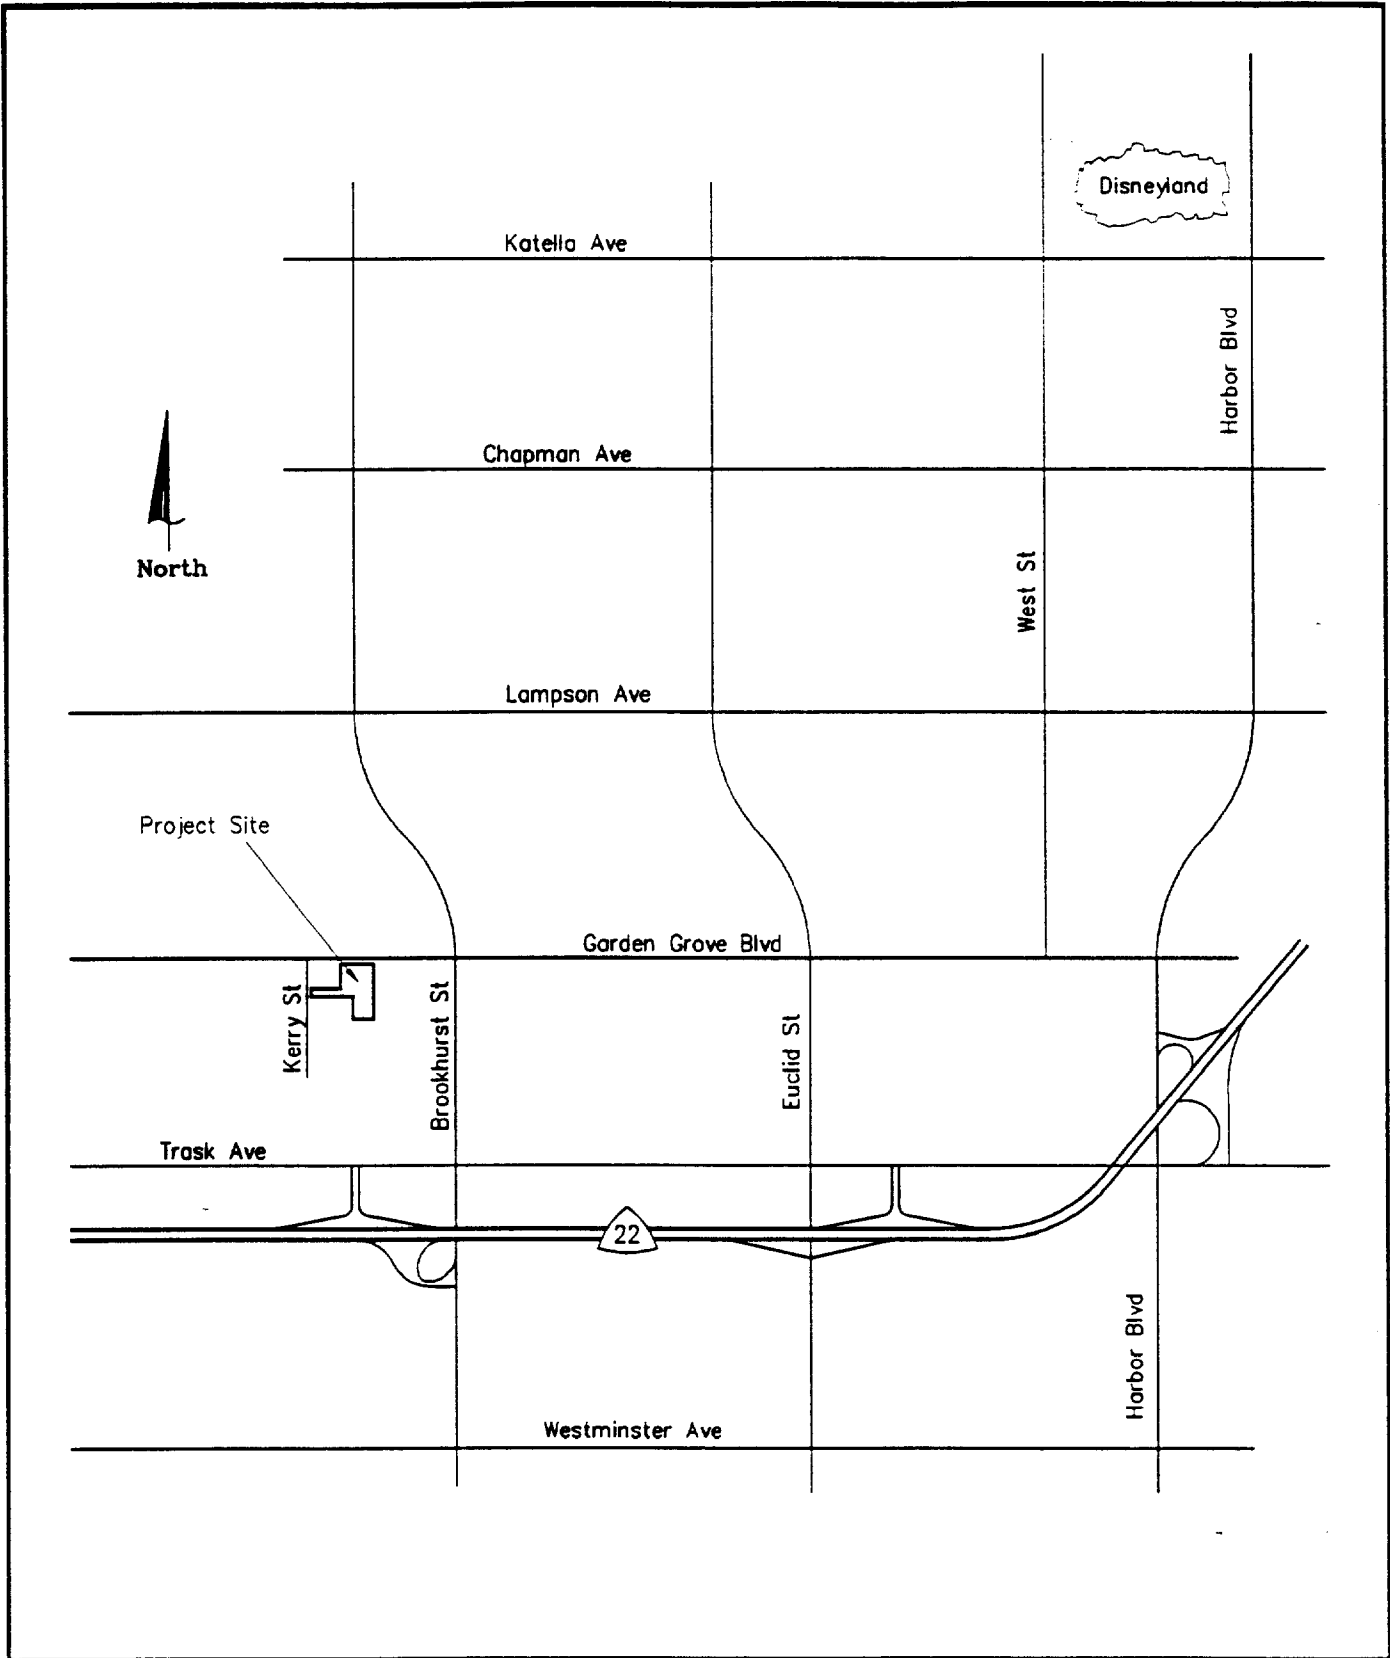 Disneyland
Katella Ave
Harbor Blvd
Chapman Ave
North
West St
Lampson Ave
Project Site
Garden Grove Blvd
Kerry St
Brookhurst St
Euclid St
Trask Ave
22
Harbor Blvd
Westminster Ave